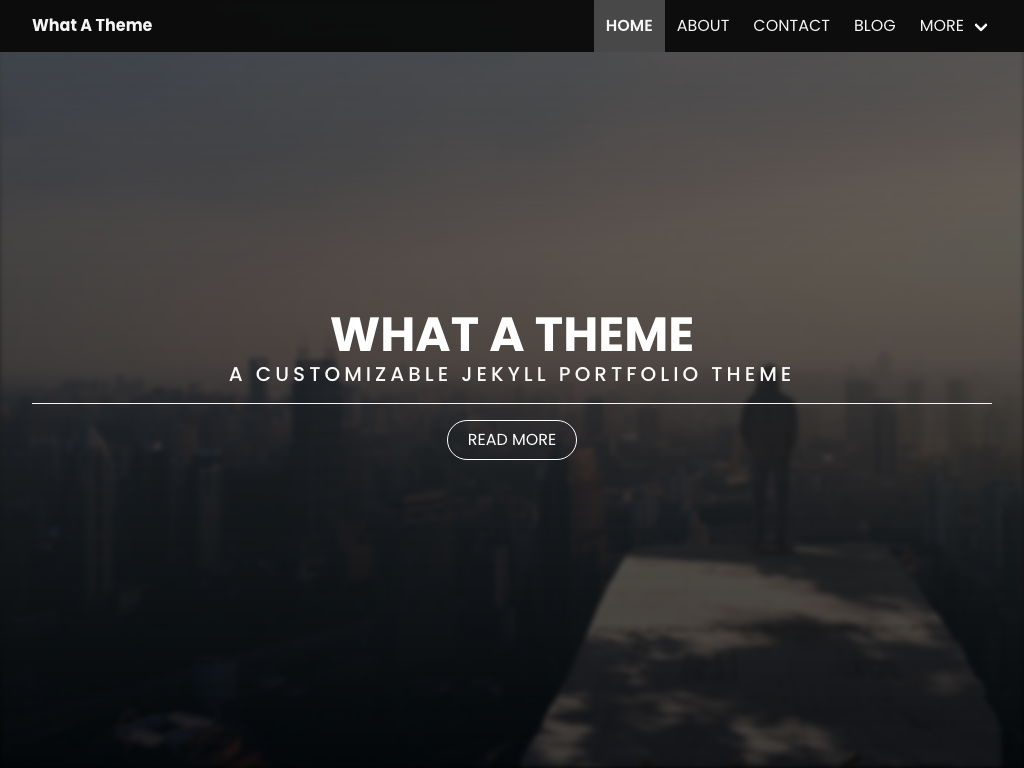 What A Theme
HOME ABOUT CONTACT BLOG MORE
WHAT A THEME
A CUSTOMIZABLE JEKYLL PORTFOLIO THEME
READ MORE